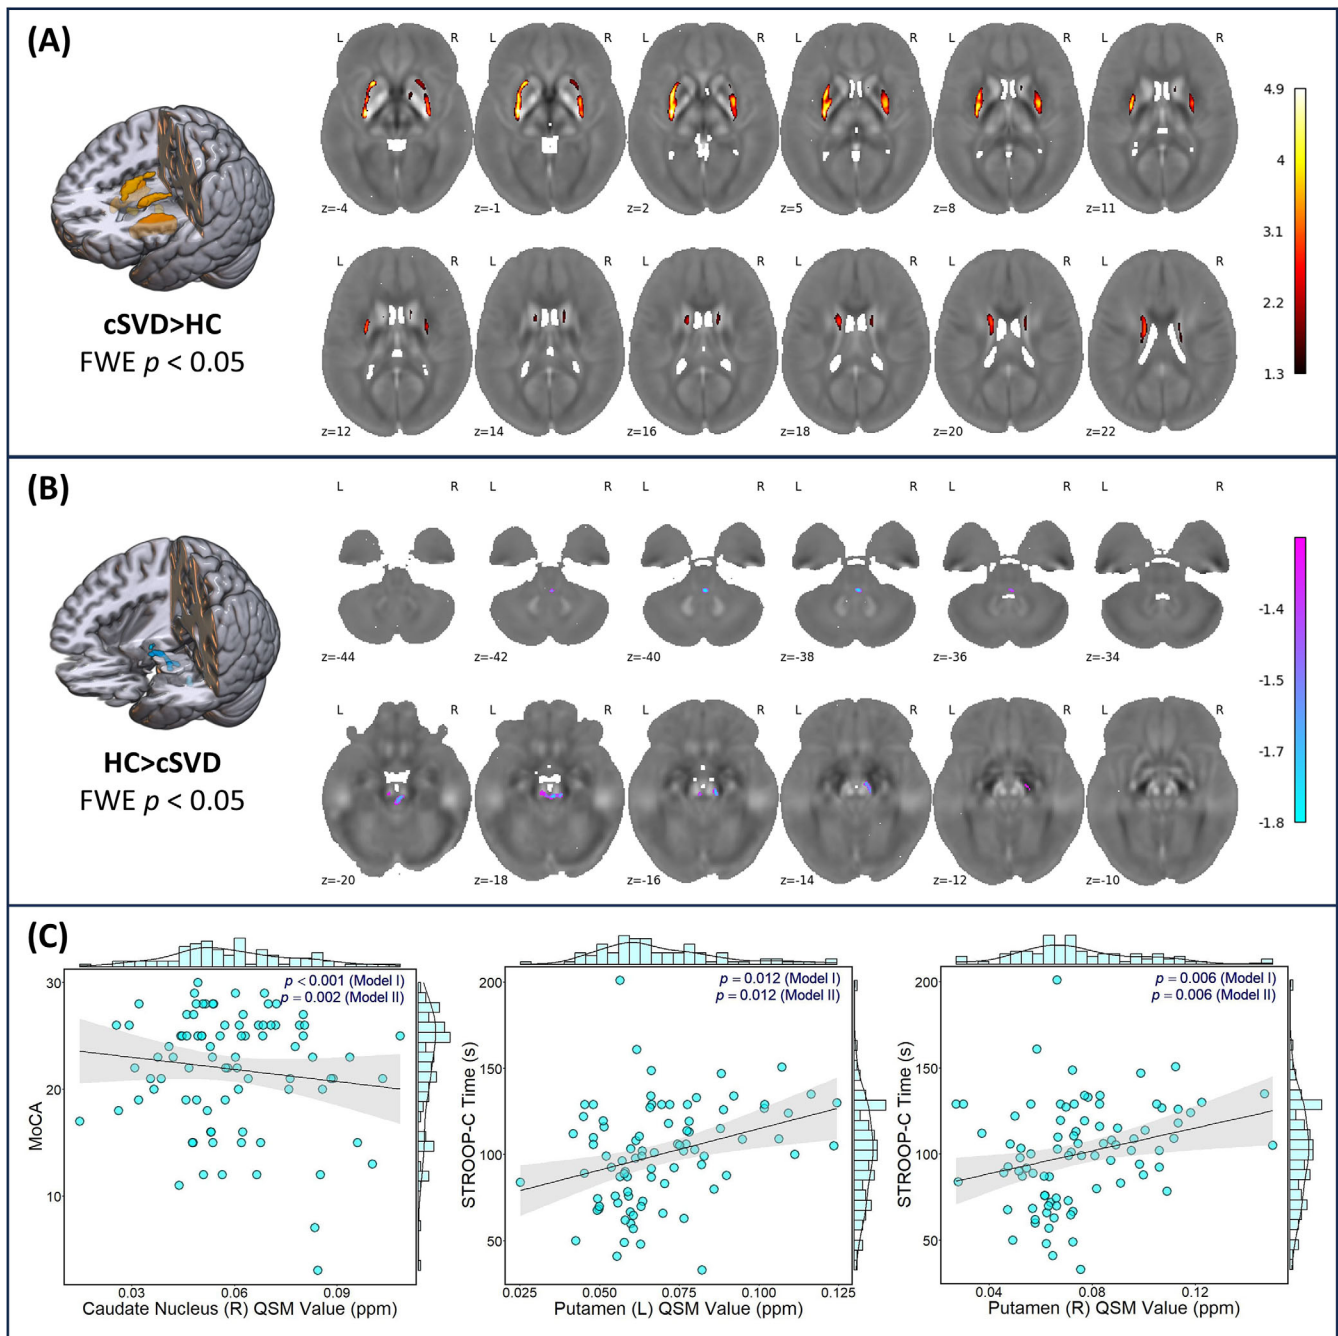 (A)
L R L R L R L R L R L R
z=-4 z=-1 z=2 z=5 z=8 z=11
4.9
4
3.1
2.2
1.3
cSVD>HC
FWE p < 0.05
L R L R L R L R L R L R
z=12 z=14 z=16 z=18 z=20 z=22
(B)
L R L R L R L R L R L R
z=-44 z=-42 z=-40 z=-38 z=-36 z=-34
-1.4
-1.5
-1.7
-1.8
HC>cSVD
FWE p < 0.05
L R L R L R L R L R L R
z=-20 z=-18 z=-16 z=-14 z=-12 z=-10
(C)
p < 0.001 (Model I)
p = 0.002 (Model II)
30
20
10
MoCA
0.03 0.06 0.09
Caudate Nucleus (R) QSM Value (ppm)
p = 0.012 (Model I)
p = 0.012 (Model II)
200
150
100
50
STROOP-C Time (s)
0.025 0.050 0.075 0.100 0.125
Putamen (L) QSM Value (ppm)
p = 0.006 (Model I)
p = 0.006 (Model II)
200
150
100
50
STROOP-C Time (s)
0.04 0.08 0.12
Putamen (R) QSM Value (ppm)